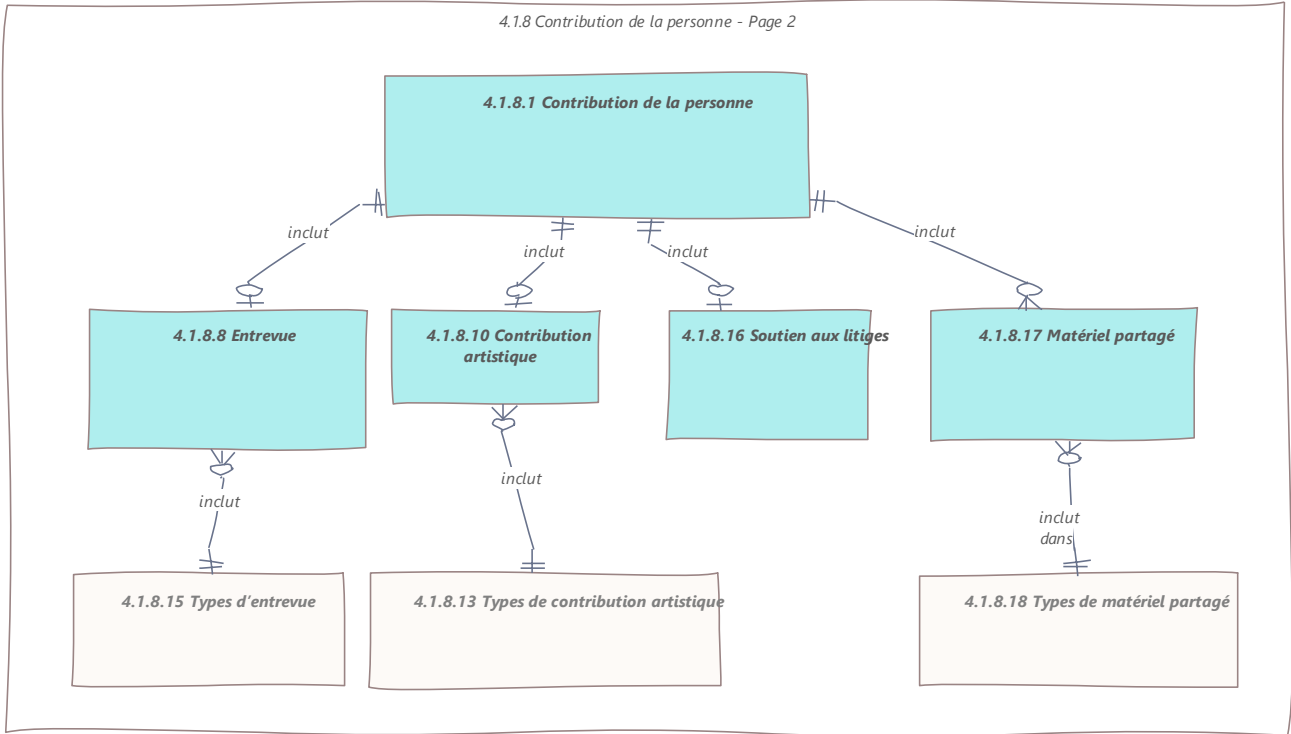 4.1.8 Contribution de la personne - Page 2
4.1.8.1 Contribution de la personne
inclut
inclut
inclut
inclut
4.1.8.8 Entrevue
4.1.8.10 Contribution
artistique
4.1.8.16 Soutien aux litiges
4.1.8.17 Matériel partagé
inclut
inclut
inclut
dans
4.1.8.15 Types d'entrevue
4.1.8.13 Types de contribution artistique
4.1.8.18 Types de matériel partagé